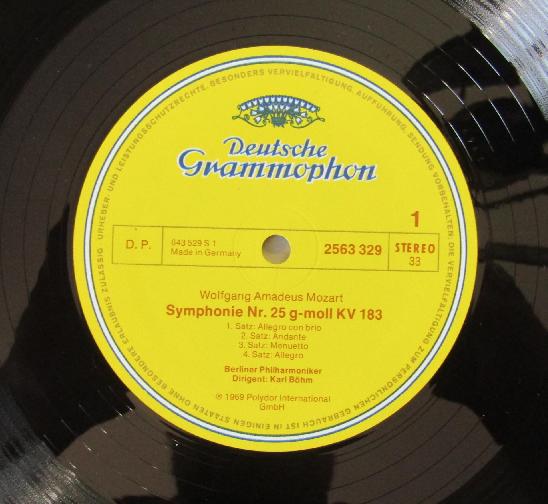 Deutsche
Grammophon
1
D. P.
643 529 S 1
Made in Germany
2563 329
STEREO
33
Wolfgang Amadeus Mozart
Symphonie Nr. 25 g-moll KV 183
1. Satz: Allegro con brio
2. Satz: Andante
3. Satz: Menuetto
4. Satz: Allegro
Berliner Philharmoniker
Dirigent: Karl Böhm
℗ 1969 Polydor International
GmbH
URHEBER- UND LEISTUNGSSCHUTZRECHTE, BESONDERS VERVIELFÄLTIGUNG, AUFFÜHRUNG, SENDUNG VORBEHALTEN DIE VERVIELFÄLTIGUNG ZUM PERSÖNLICHEN GEBRAUCH IST IN EINIGEN STAATEN OHNE BESONDERE ERLAUBNIS ZULÄSSIG